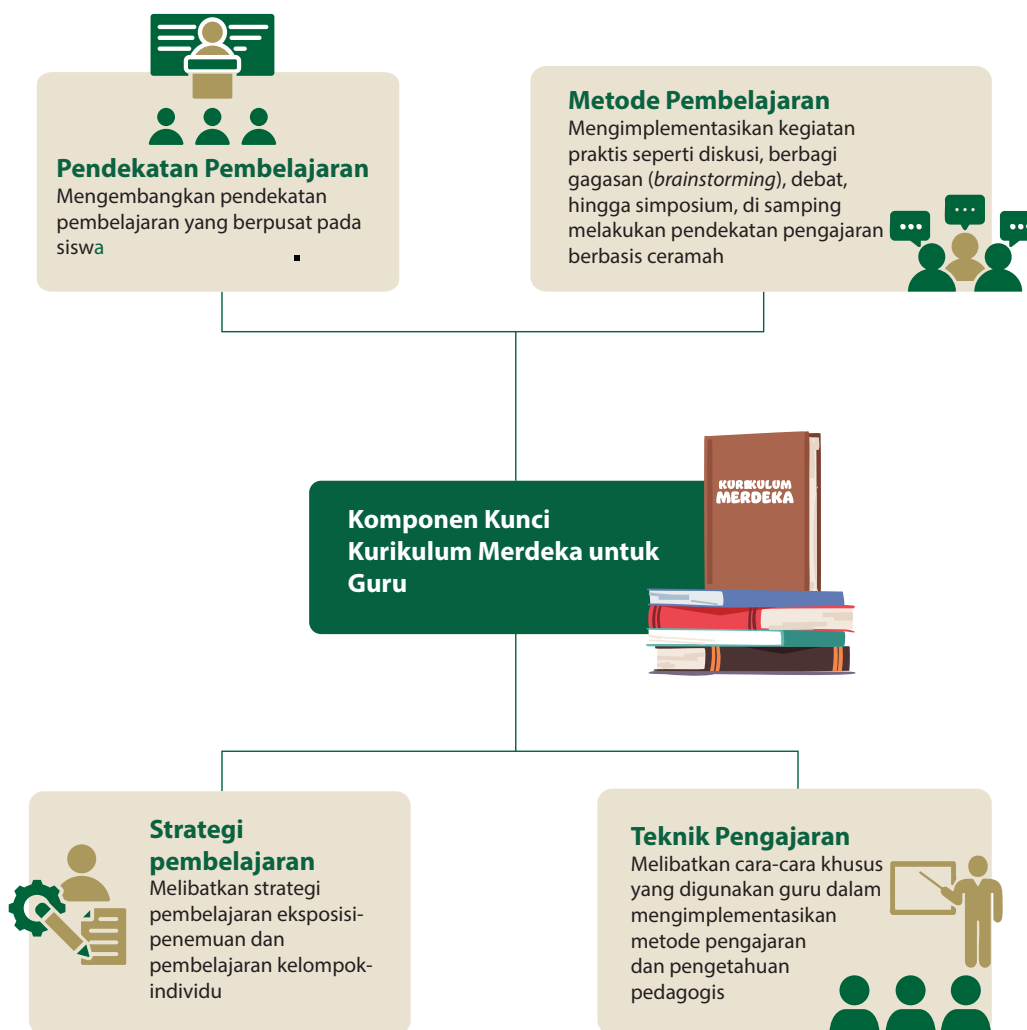 Pendekatan Pembelajaran
Mengembangkan pendekatan
pembelajaran yang berpusat pada
siswa
Metode Pembelajaran
Mengimplementasikan kegiatan
praktis seperti diskusi, berbagi
gagasan (brainstorming), debat,
hingga simposium, di samping
melakukan pendekatan pengajaran
berbasis ceramah
Komponen Kunci
Kurikulum Merdeka untuk
Guru
KURIKULUM
MERDEKA
Strategi
pembelajaran
Melibatkan strategi
pembelajaran eksposisi-
penemuan dan
pembelajaran kelompok-
individu
Teknik Pengajaran
Melibatkan cara-cara khusus
yang digunakan guru dalam
mengimplementasikan
metode pengajaran
dan pengetahuan
pedagogis